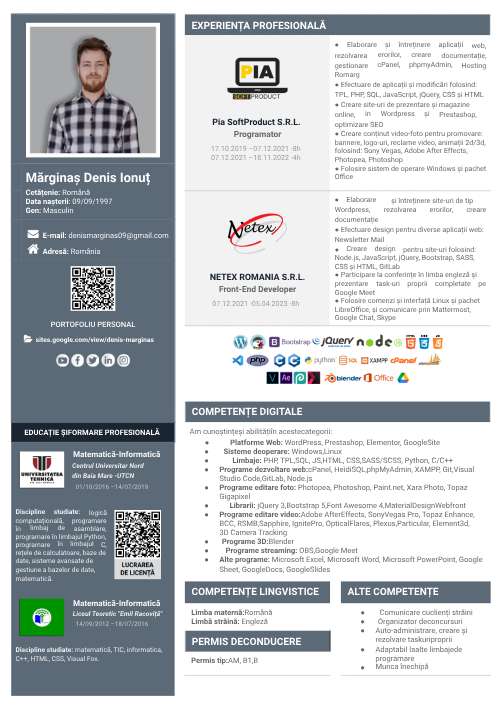 Mărginaș Denis Ionuț
Cetățenie: Română
Data nașterii: 09/09/1997
Gen: Masculin
E-mail: denismarginas09@gmail.com
Adresă: România
PORTOFOLIU PERSONAL
sites.google.com/view/denis-marginas
EDUCAȚIE ȘIFORMARE PROFESIONALĂ
UNIVERSITATEA
TEHNICĂ
Matematică-Informatică
Centrul Universitar Nord
din Baia Mare -UTCN
01/10/2016 –14/07/2019
Discipline studiate: logică
computațională, programare
în limbaj de asamblare,
programare în limbajul Python,
programare în limbajul C,
rețele de calculatoare, baze de
date, sisteme avansate de
gestiune a bazelor de date,
matematică.
LUCRAREA
DE LICENȚĂ
Matematică-Informatică
Liceul Teoretic "Emil Racoviță"
14/09/2012 –18/07/2016
Discipline studiate: matematică, TIC, informatica,
C++, HTML, CSS, Visual Fox.
EXPERIENȚA PROFESIONALĂ
PIA
SOFTPRODUCT
Pia SoftProduct S.R.L.
Programator
17.10.2019 –07.12.2021 -8h
07.12.2021 –18.11.2022 -4h
● Elaborare și întreținere aplicații web,
rezolvarea erorilor, creare documentație,
gestionare cPanel, phpmyAdmin, Hosting
Romarg
● Efectuare de aplicații și modificări folosind:
TPL, PHP, SQL, JavaScript, jQuery, CSS și HTML
● Creare site-uri de prezentare și magazine
online, in Wordpress și Prestashop,
optimizare SEO
● Creare conținut video-foto pentru promovare:
bannere, logo-uri, reclame video, animații 2d/3d,
folosind: Sony Vegas, Adobe After Effects,
Photopea, Photoshop
● Folosire sistem de operare Windows și pachet
Office
Netex
NETEX ROMANIA S.R.L.
Front-End Developer
07.12.2021 -05.04.2023 -8h
● Elaborare și întreținere site-uri de tip
Wordpress, rezolvarea erorilor, creare
documentație
● Efectuare design pentru diverse aplicații web:
Newsletter Mail
● Creare design pentru site-uri folosind:
Node.js, JavaScript, jQuery, Bootstrap, SASS,
CSS și HTML, GitLab
● Participare la conferințe în limba engleză și
prezentare task-uri proprii completate pe
Google Meet
● Folosire comenzi și interfată Linux și pachet
LibreOffice, și comunicare prin Mattermost,
Google Chat, Skype
Bootstrap jQuery node HTML CSS
php C C python SQL XAMPP cPanel
V Ae blender Office
COMPETENȚE DIGITALE
Am cunoștințeși abilitățiîn acestecategorii:
● Platforme Web: WordPress, Prestashop, Elementor, GoogleSite
● Sisteme deoperare: Windows,Linux
● Limbaje: PHP, TPL,SQL, JS,HTML, CSS,SASS/SCSS, Python, C/C++
● Programe dezvoltare web:cPanel, HeidiSQL,phpMyAdmin, XAMPP, Git,Visual
Studio Code,GitLab, Node.js
● Programe editare foto: Photopea, Photoshop, Paint.net, Xara Photo, Topaz
Gigapixel
● Librarii: jQuery 3,Bootstrap 5,Font Awesome 4,MaterialDesignWebfront
● Programe editare video:Adobe AfterEffects, SonyVegas Pro, Topaz Enhance,
BCC, RSMB,Sapphire, IgnitePro, OpticalFlares, Plexus,Particular, Element3d,
3D Camera Tracking
● Programe 3D:Blender
● Programe streaming: OBS,Google Meet
● Alte programe: Microsoft Excel, Microsoft Word, Microsoft PowerPoint, Google
Sheet, GoogleDocs, GoogleSlides
COMPETENȚE LINGVISTICE
Limba maternă:Română
Limba străină: Engleză
PERMIS DECONDUCERE
Permis tip:AM, B1,B
ALTE COMPETENȚE
● Comunicare cuclienți străini
● Organizator deconcursuri
● Auto-administrare, creare și
rezolvare taskuriproprii
● Adaptabil laalte limbajede
programare
● Munca înechipă